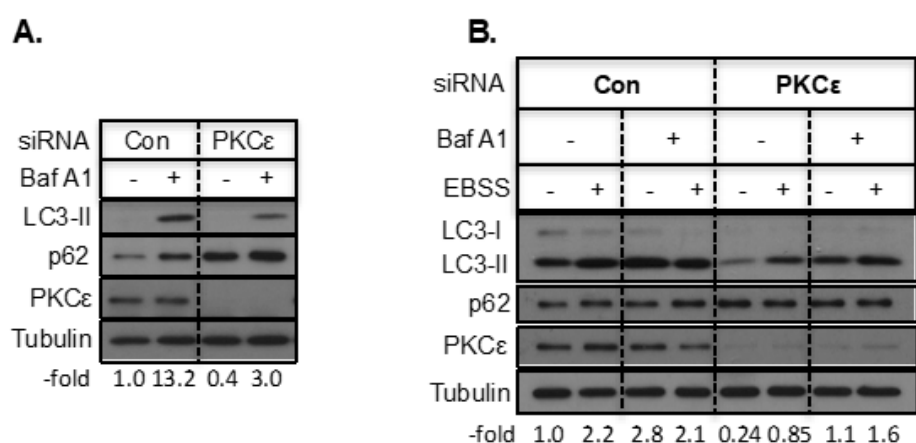 A.
siRNA Con PKCε
Baf A1 - + - +
LC3-II
p62
PKCε
Tubulin
-fold 1.0 13.2 0.4 3.0
B.
siRNA Con PKCε
Baf A1 - + - +
EBSS - + - + - + - +
LC3-I
LC3-II
p62
PKCε
Tubulin
-fold 1.0 2.2 2.8 2.1 0.24 0.85 1.1 1.6